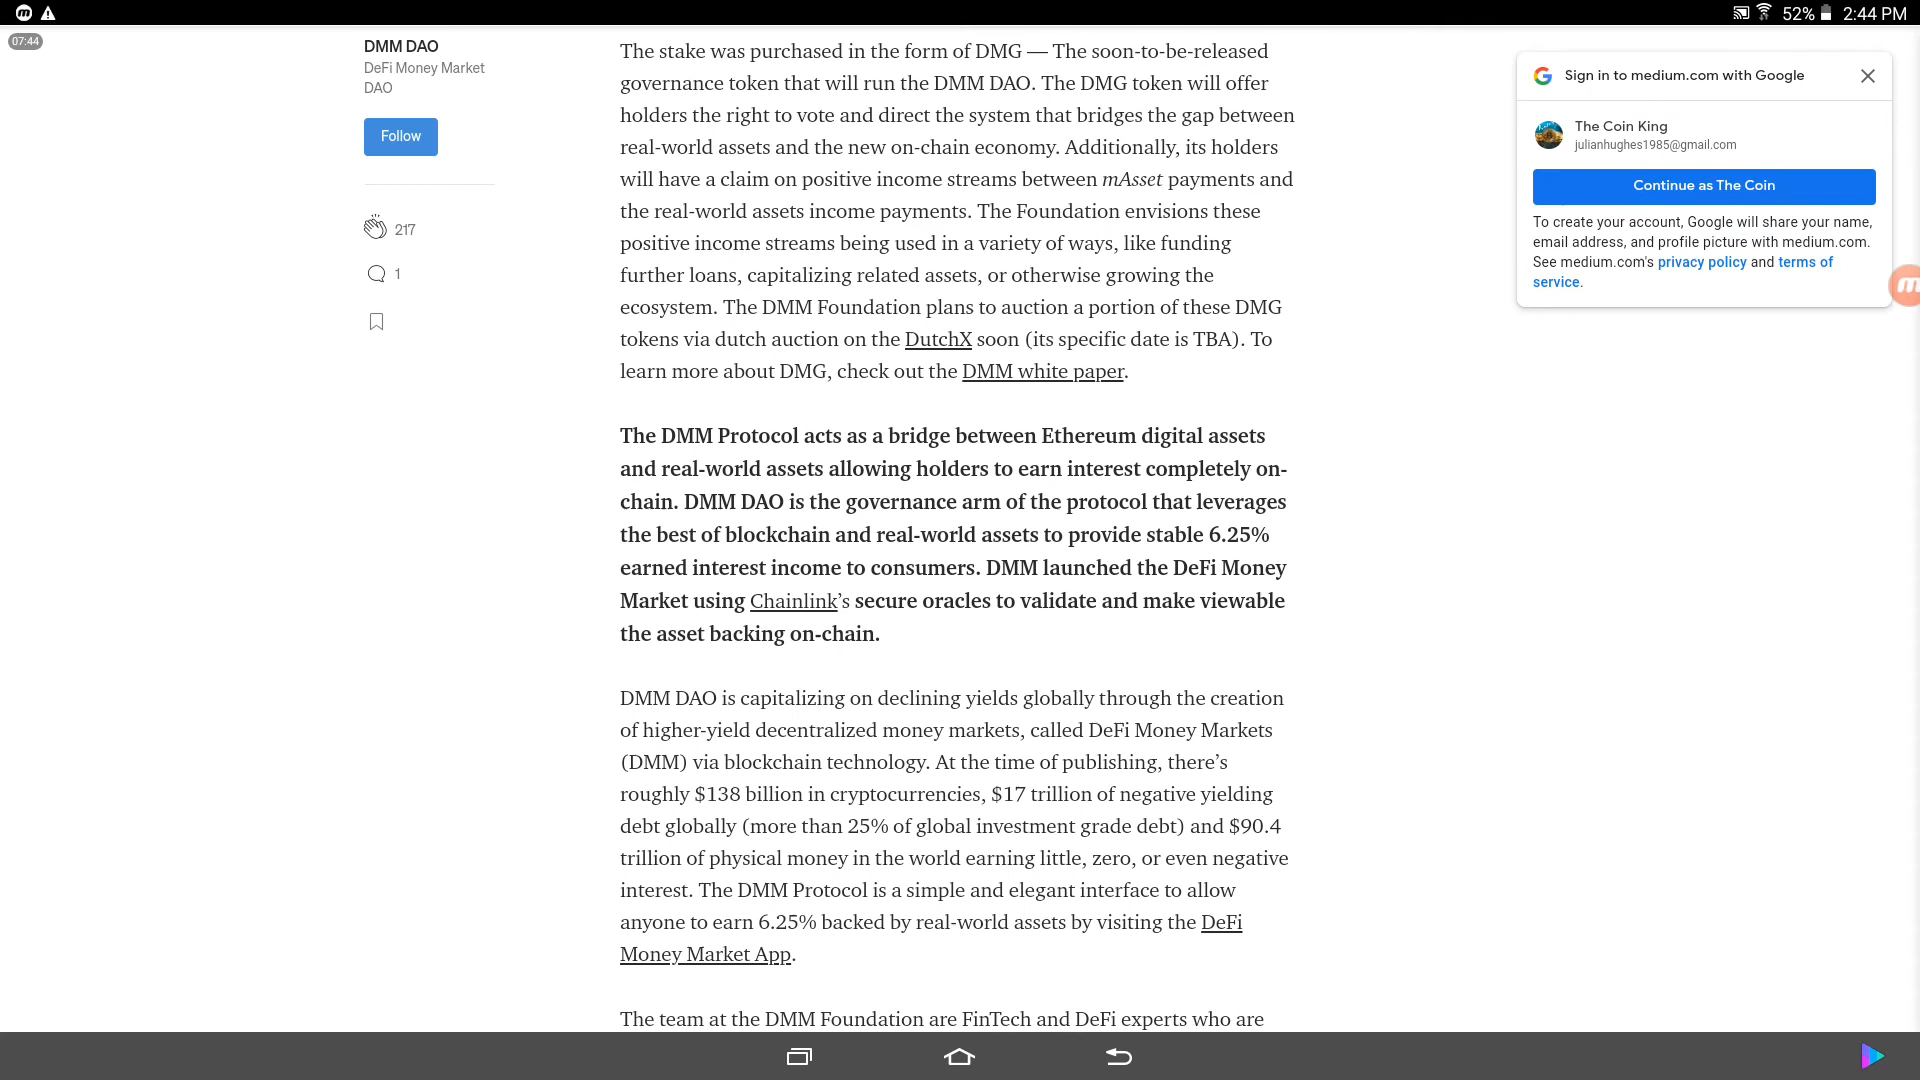 52% 2:44 PM
07:44
DMM DAO
DeFi Money Market
DAO
Follow
217
1
The stake was purchased in the form of DMG — The soon-to-be-released
governance token that will run the DMM DAO. The DMG token will offer
holders the right to vote and direct the system that bridges the gap between
real-world assets and the new on-chain economy. Additionally, its holders
will have a claim on positive income streams between mAsset payments and
the real-world assets income payments. The Foundation envisions these
positive income streams being used in a variety of ways, like funding
further loans, capitalizing related assets, or otherwise growing the
ecosystem. The DMM Foundation plans to auction a portion of these DMG
tokens via dutch auction on the DutchX soon (its specific date is TBA). To
learn more about DMG, check out the DMM white paper.
The DMM Protocol acts as a bridge between Ethereum digital assets
and real-world assets allowing holders to earn interest completely on-
chain. DMM DAO is the governance arm of the protocol that leverages
the best of blockchain and real-world assets to provide stable 6.25%
earned interest income to consumers. DMM launched the DeFi Money
Market using Chainlink’s secure oracles to validate and make viewable
the asset backing on-chain.
DMM DAO is capitalizing on declining yields globally through the creation
of higher-yield decentralized money markets, called DeFi Money Markets
(DMM) via blockchain technology. At the time of publishing, there’s
roughly $138 billion in cryptocurrencies, $17 trillion of negative yielding
debt globally (more than 25% of global investment grade debt) and $90.4
trillion of physical money in the world earning little, zero, or even negative
interest. The DMM Protocol is a simple and elegant interface to allow
anyone to earn 6.25% backed by real-world assets by visiting the DeFi
Money Market App.
The team at the DMM Foundation are FinTech and DeFi experts who are
Sign in to medium.com with Google
The Coin King
julianhughes1985@gmail.com
Continue as The Coin
To create your account, Google will share your name,
email address, and profile picture with medium.com.
See medium.com's privacy policy and terms of
service.